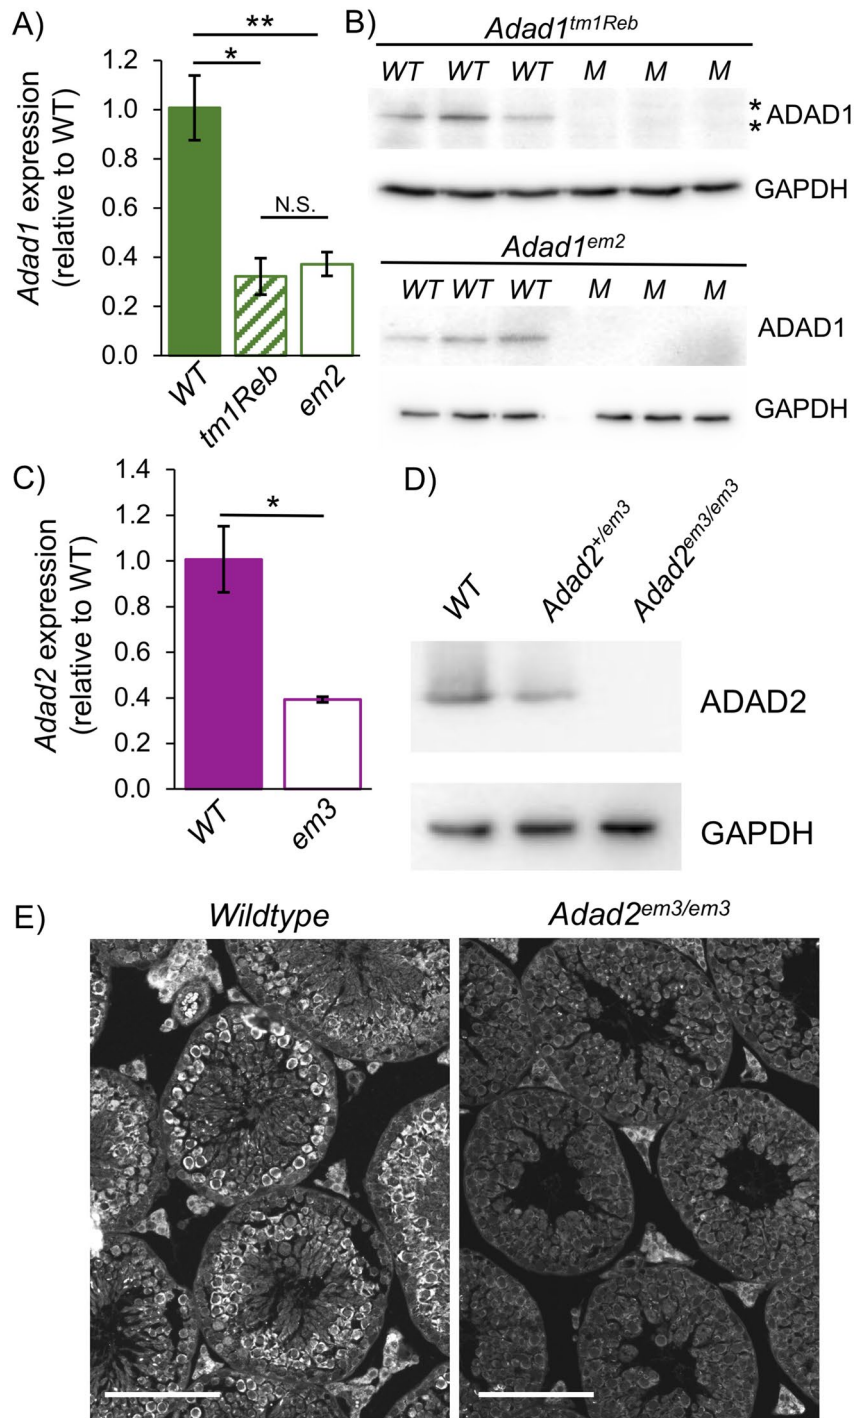 A)
Adad1 expression
(relative to WT)
1.2
1.0
0.8
0.6
0.4
0.2
0.0
**
*
N.S.
WT
tm1Reb
em2
B)
Adad1tm1Reb
WT WT WT M M M
* ADAD1
*
GAPDH
Adad1em2
WT WT WT M M M
ADAD1
GAPDH
C)
Adad2 expression
(relative to WT)
1.4
1.2
1.0
0.8
0.6
0.4
0.2
0.0
*
WT
em3
D)
WT
Adad2+/em3
Adad2em3/em3
ADAD2
GAPDH
E)
Wildtype
Adad2em3/em3